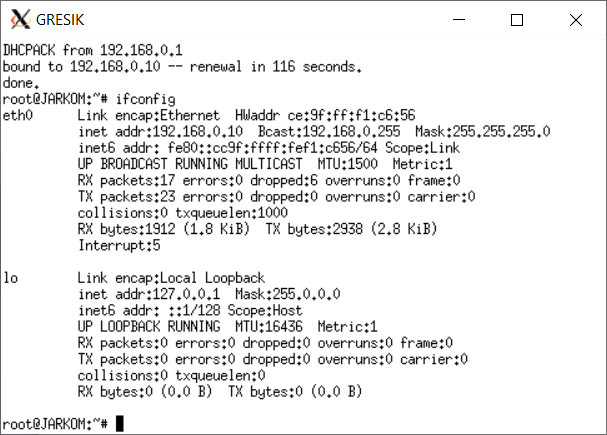 GRESIK
DHCPACK from 192.168.0.1
bound to 192.168.0.10 -- renewal in 116 seconds.
done.
root@JARKOM:~# ifconfig
eth0      Link encap:Ethernet  HWaddr ce:9f:ff:f1:c6:56
          inet addr:192.168.0.10  Bcast:192.168.0.255  Mask:255.255.255.0
          inet6 addr: fe80::cc9f:ffff:fef1:c656/64 Scope:Link
          UP BROADCAST RUNNING MULTICAST  MTU:1500  Metric:1
          RX packets:17 errors:0 dropped:6 overruns:0 frame:0
          TX packets:23 errors:0 dropped:0 overruns:0 carrier:0
          collisions:0 txqueuelen:1000
          RX bytes:1912 (1.8 KiB)  TX bytes:2938 (2.8 KiB)
          Interrupt:5
lo        Link encap:Local Loopback
          inet addr:127.0.0.1  Mask:255.0.0.0
          inet6 addr: ::1/128 Scope:Host
          UP LOOPBACK RUNNING  MTU:16436  Metric:1
          RX packets:0 errors:0 dropped:0 overruns:0 frame:0
          TX packets:0 errors:0 dropped:0 overruns:0 carrier:0
          collisions:0 txqueuelen:0
          RX bytes:0 (0.0 B)  TX bytes:0 (0.0 B)
root@JARKOM:~#